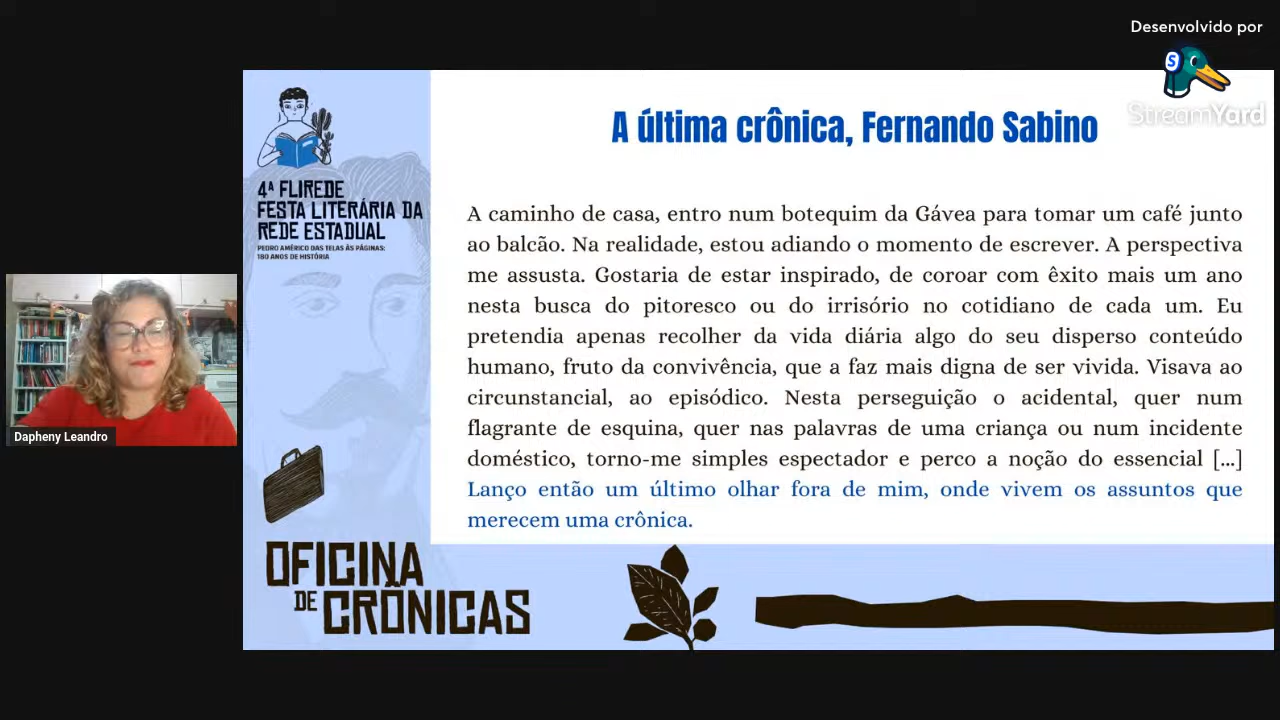 Desenvolvido por
StreamYard
4ª FLIREDE
FESTA LITERÁRIA DA
REDE ESTADUAL
PEDRO AMÉRICO DAS TELAS ÀS PÁGINAS:
180 ANOS DE HISTÓRIA
A última crônica, Fernando Sabino
A caminho de casa, entro num botequim da Gávea para tomar um café junto
ao balcão. Na realidade, estou adiando o momento de escrever. A perspectiva
me assusta. Gostaria de estar inspirado, de coroar com êxito mais um ano
nesta busca do pitoresco ou do irrisório no cotidiano de cada um. Eu
pretendia apenas recolher da vida diária algo do seu disperso conteúdo
humano, fruto da convivência, que a faz mais digna de ser vivida. Visava ao
circunstancial, ao episódico. Nesta perseguição o acidental, quer num
flagrante de esquina, quer nas palavras de uma criança ou num incidente
doméstico, torno-me simples espectador e perco a noção do essencial [...]
Lanço então um último olhar fora de mim, onde vivem os assuntos que
merecem uma crônica.
Dapheny Leandro
OFICINA
DE CRÔNICAS